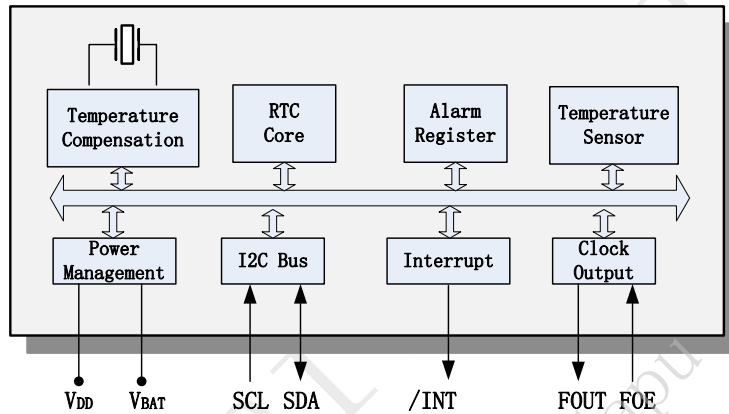 Temperature
Compensation
RTC
Core
Alarm
Register
Temperature
Sensor
Power
Management
I2C Bus
Interrupt
Clock
Output
VDD
VBAT
SCL
SDA
/INT
FOUT
FOE